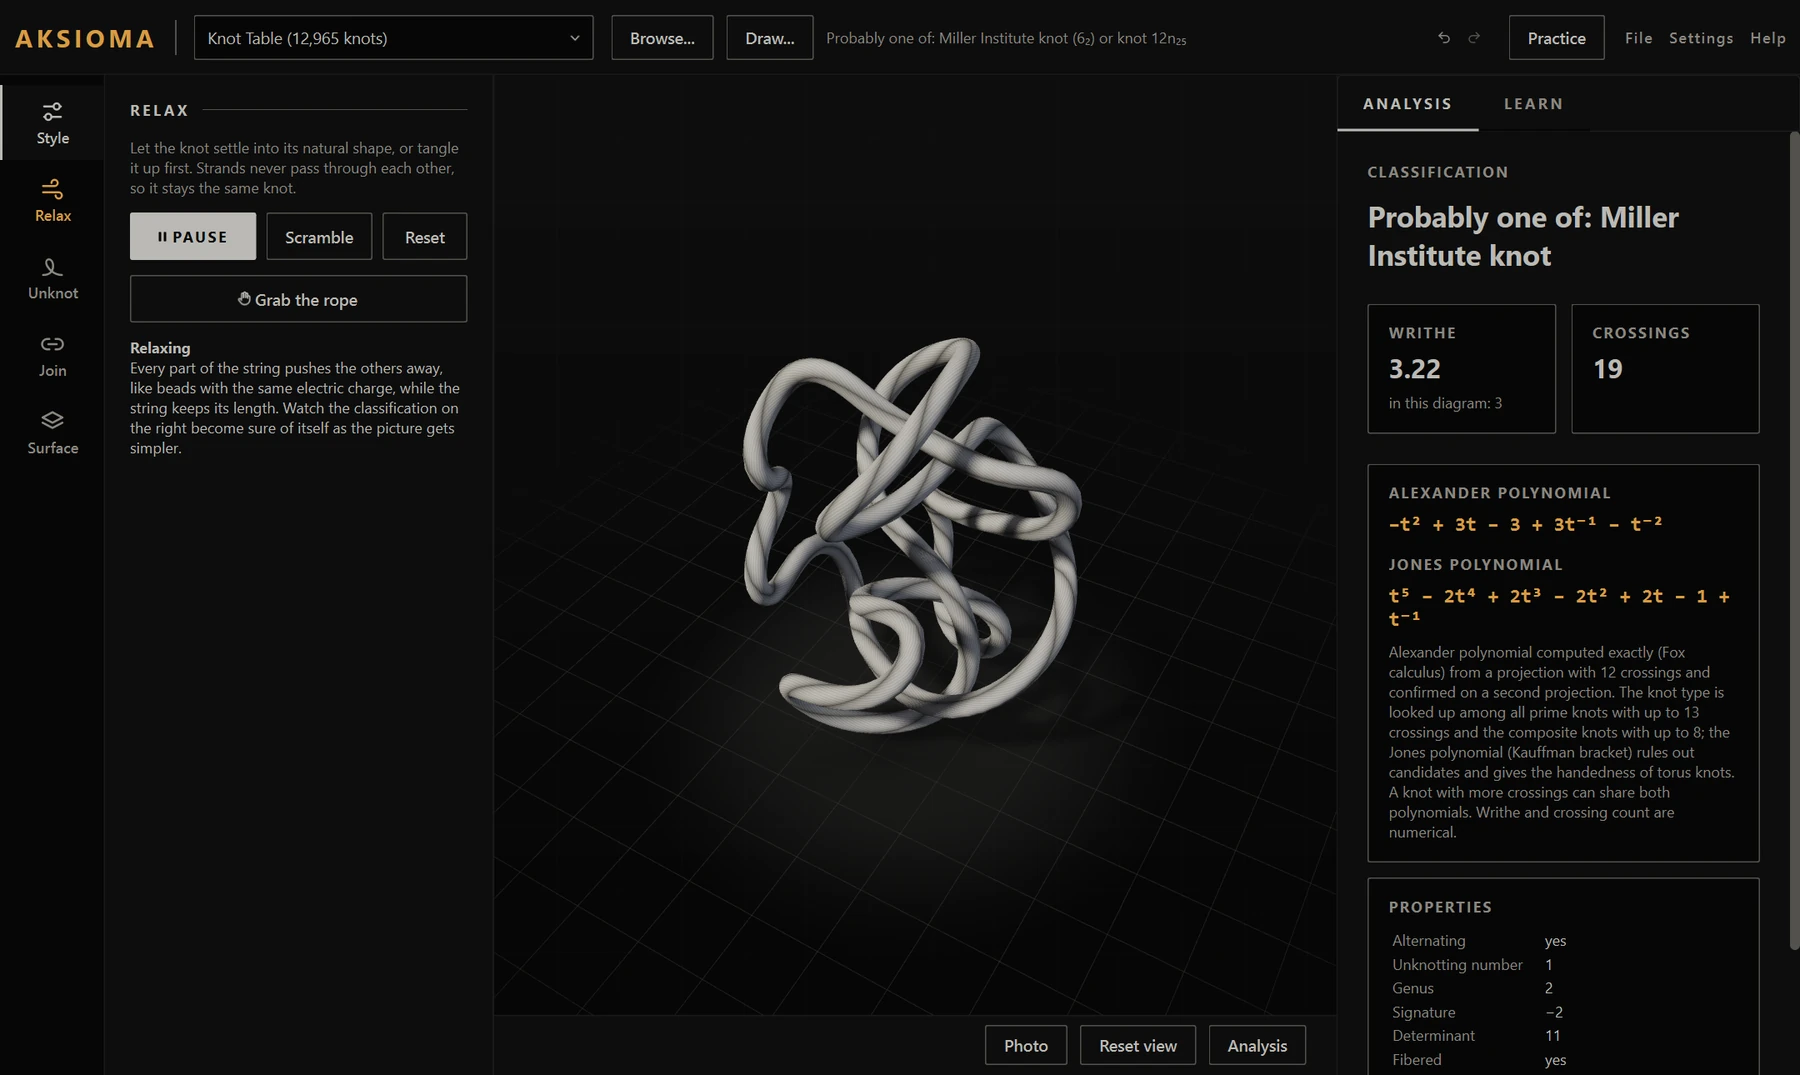 AKSIOMA
Knot Table (12,965 knots)
Browse...
Draw...
Probably one of: Miller Institute knot (6₂) or knot 12n₂₅
Practice
File
Settings
Help
Style
Relax
Unknot
Join
Surface
RELAX
Let the knot settle into its natural shape, or tangle
it up first. Strands never pass through each other,
so it stays the same knot.
PAUSE
Scramble
Reset
Grab the rope
Relaxing
Every part of the string pushes the others away,
like beads with the same electric charge, while the
string keeps its length. Watch the classification on
the right become sure of itself as the picture gets
simpler.
Photo
Reset view
Analysis
ANALYSIS
LEARN
CLASSIFICATION
Probably one of: Miller
Institute knot
WRITHE
3.22
in this diagram: 3
CROSSINGS
19
ALEXANDER POLYNOMIAL
−t² + 3t − 3 + 3t⁻¹ − t⁻²
JONES POLYNOMIAL
t⁵ − 2t⁴ + 2t³ − 2t² + 2t − 1 +
t⁻¹
Alexander polynomial computed exactly (Fox
calculus) from a projection with 12 crossings and
confirmed on a second projection. The knot type is
looked up among all prime knots with up to 13
crossings and the composite knots with up to 8; the
Jones polynomial (Kauffman bracket) rules out
candidates and gives the handedness of torus knots.
A knot with more crossings can share both
polynomials. Writhe and crossing count are
numerical.
PROPERTIES
Alternating yes
Unknotting number 1
Genus 2
Signature −2
Determinant 11
Fibered yes